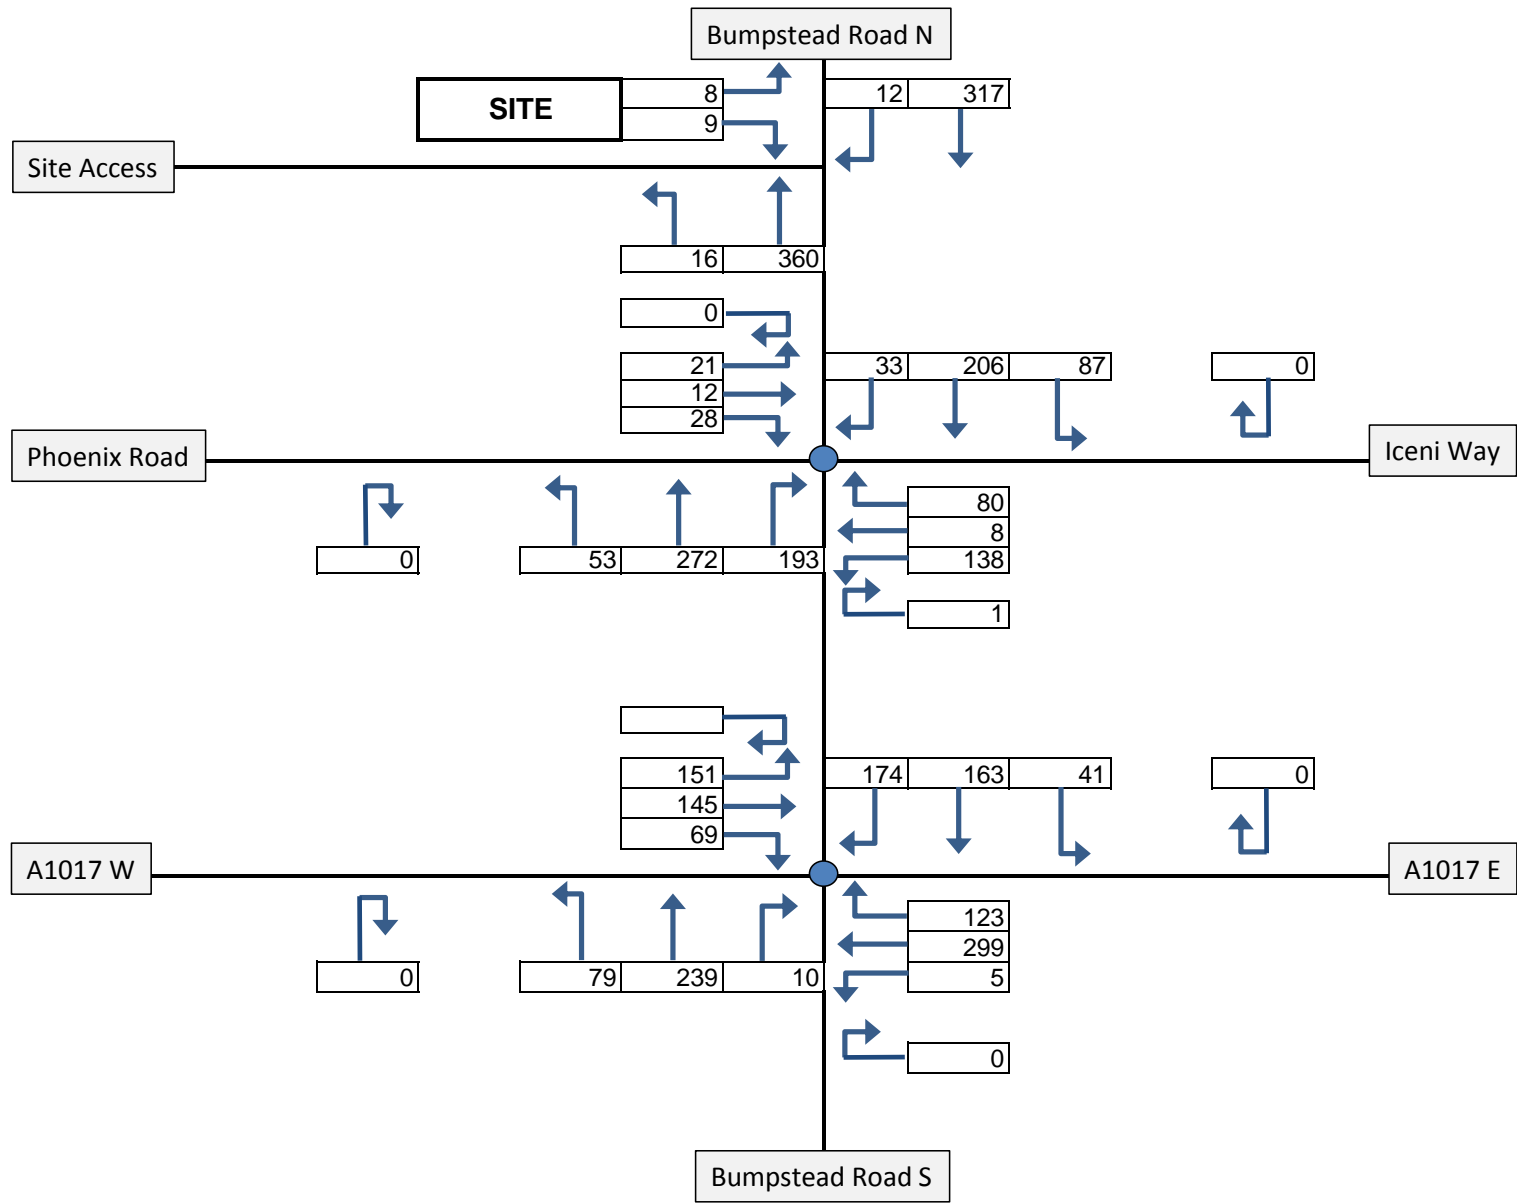 Bumpstead Road N
SITE 8 12 317
9
Site Access
16 360
0
21 33 206 87 0
12
28
Phoenix Road Iceni Way
80
8
0 53 272 193 138
1
151 174 163 41 0
145
69
A1017 W A1017 E
123
299
0 79 239 10 5
0
Bumpstead Road S